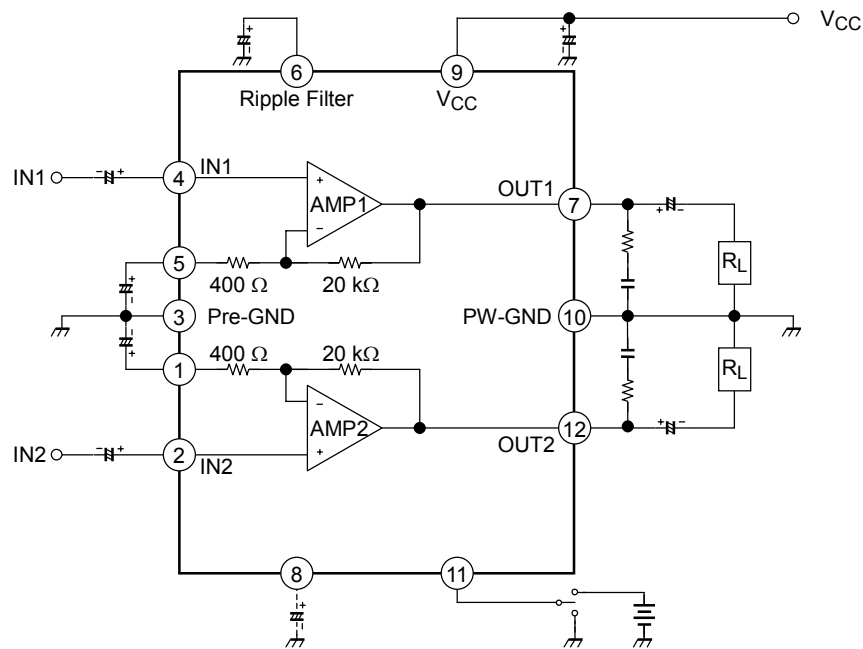 VCC
6
9
Ripple Filter
VCC
IN1
4
IN1
+
AMP1
−
OUT1
7
5
400 Ω
20 kΩ
RL
3
Pre-GND
PW-GND
10
1
400 Ω
20 kΩ
RL
−
AMP2
+
12
OUT2
IN2
2
IN2
8
11